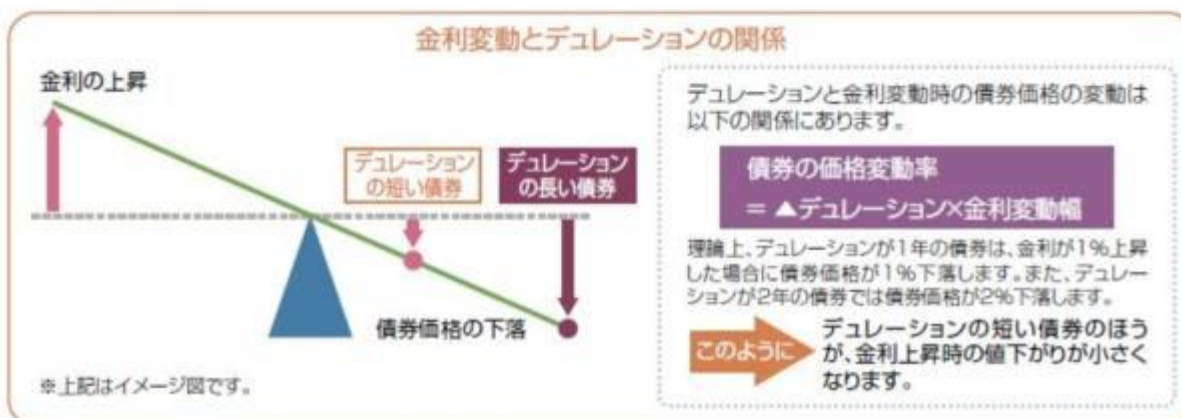 金利変動とデュレーションの関係
金利の上昇
デュレーション
の短い債券
デュレーション
の長い債券
債券価格の下落
※上記はイメージ図です。
デュレーションと金利変動時の債券価格の変動は
以下の関係にあります。
債券の価格変動率
= ▲デュレーション×金利変動幅
理論上、デュレーションが1年の債券は、金利が1%上昇
した場合に債券価格が1%下落します。また、デュレー
ションが2年の債券では債券価格が2%下落します。
このように
デュレーションの短い債券のほう
が、金利上昇時の値下がりが小さく
なります。